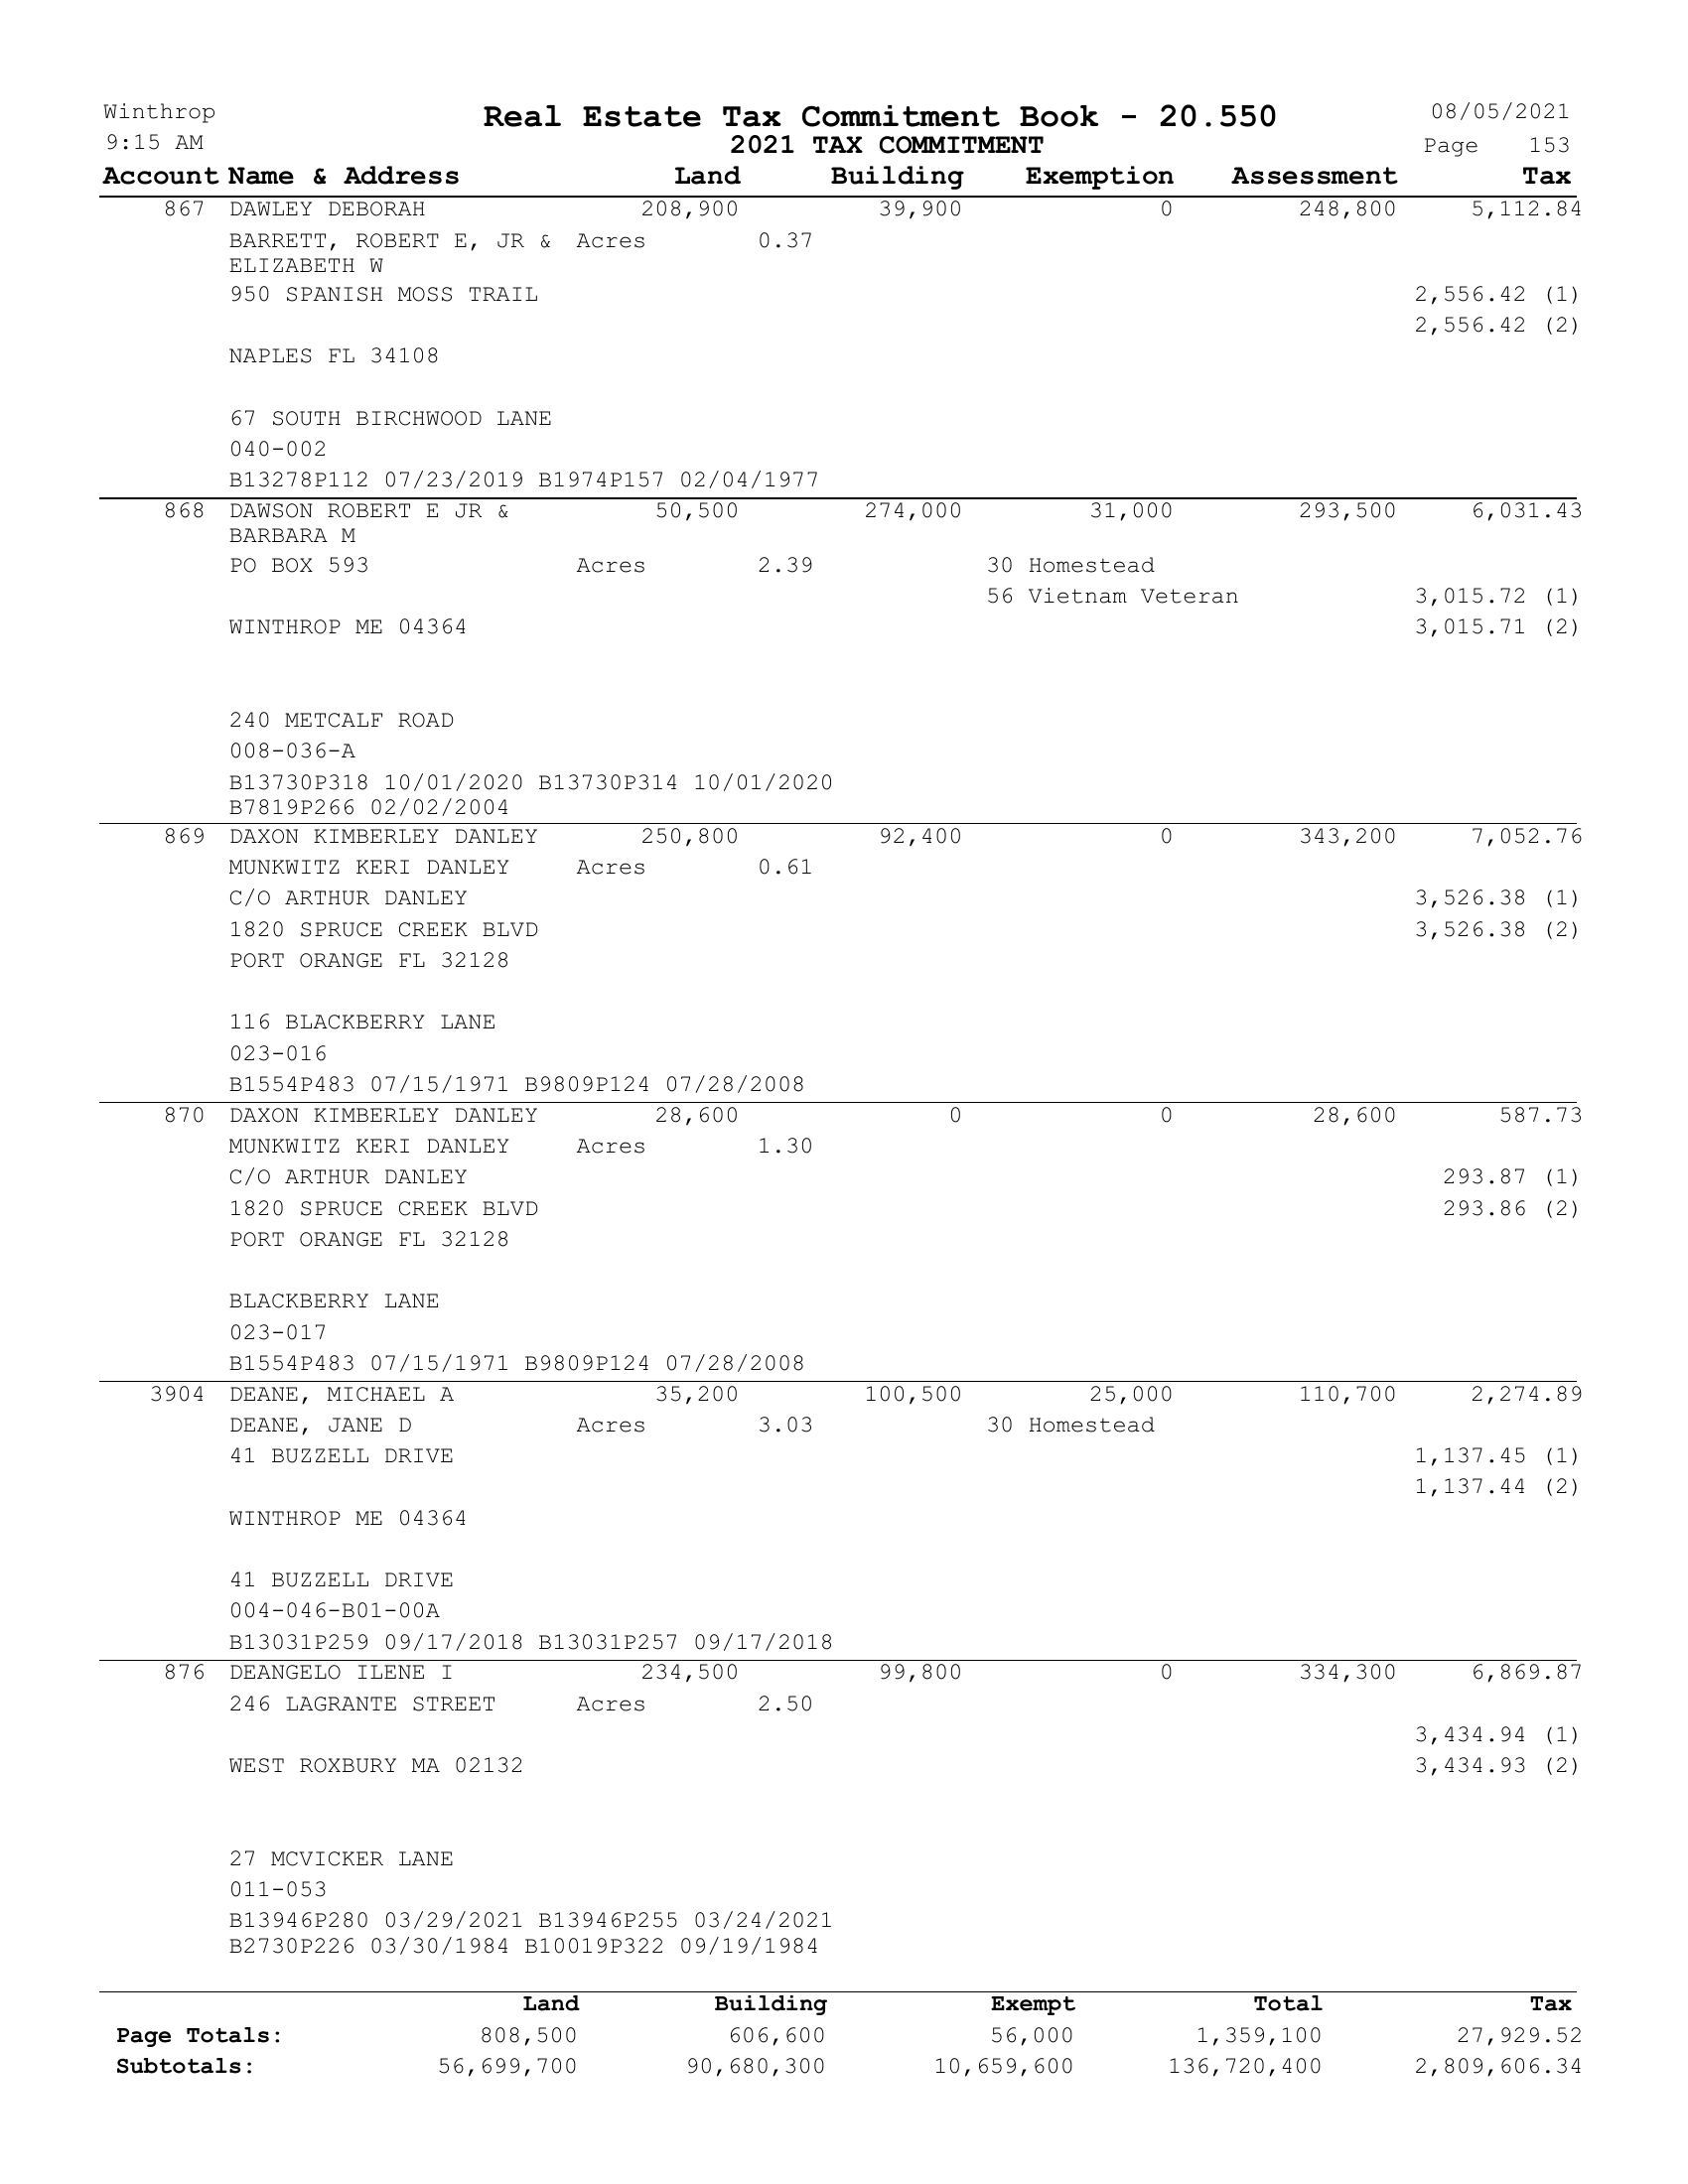 Winthrop Real Estate Tax Commitment Book - 20.550 08/05/2021
9:15 AM 2021 TAX COMMITMENT Page 153
Account Name & Address Land Building Exemption Assessment Tax
867 DAWLEY DEBORAH 208,900 39,900 0 248,800 5,112.84
BARRETT, ROBERT E, JR & Acres 0.37
ELIZABETH W
950 SPANISH MOSS TRAIL 2,556.42 (1)
2,556.42 (2)
NAPLES FL 34108
67 SOUTH BIRCHWOOD LANE
040-002
B13278P112 07/23/2019 B1974P157 02/04/1977
868 DAWSON ROBERT E JR & 50,500 274,000 31,000 293,500 6,031.43
BARBARA M
PO BOX 593 Acres 2.39 30 Homestead
56 Vietnam Veteran 3,015.72 (1)
WINTHROP ME 04364 3,015.71 (2)
240 METCALF ROAD
008-036-A
B13730P318 10/01/2020 B13730P314 10/01/2020
B7819P266 02/02/2004
869 DAXON KIMBERLEY DANLEY 250,800 92,400 0 343,200 7,052.76
MUNKWITZ KERI DANLEY Acres 0.61
C/O ARTHUR DANLEY 3,526.38 (1)
1820 SPRUCE CREEK BLVD 3,526.38 (2)
PORT ORANGE FL 32128
116 BLACKBERRY LANE
023-016
B1554P483 07/15/1971 B9809P124 07/28/2008
870 DAXON KIMBERLEY DANLEY 28,600 0 0 28,600 587.73
MUNKWITZ KERI DANLEY Acres 1.30
C/O ARTHUR DANLEY 293.87 (1)
1820 SPRUCE CREEK BLVD 293.86 (2)
PORT ORANGE FL 32128
BLACKBERRY LANE
023-017
B1554P483 07/15/1971 B9809P124 07/28/2008
3904 DEANE, MICHAEL A 35,200 100,500 25,000 110,700 2,274.89
DEANE, JANE D Acres 3.03 30 Homestead
41 BUZZELL DRIVE 1,137.45 (1)
1,137.44 (2)
WINTHROP ME 04364
41 BUZZELL DRIVE
004-046-B01-00A
B13031P259 09/17/2018 B13031P257 09/17/2018
876 DEANGELO ILENE I 234,500 99,800 0 334,300 6,869.87
246 LAGRANTE STREET Acres 2.50
3,434.94 (1)
WEST ROXBURY MA 02132 3,434.93 (2)
27 MCVICKER LANE
011-053
B13946P280 03/29/2021 B13946P255 03/24/2021
B2730P226 03/30/1984 B10019P322 09/19/1984
Land Building Exempt Total Tax
Page Totals: 808,500 606,600 56,000 1,359,100 27,929.52
Subtotals: 56,699,700 90,680,300 10,659,600 136,720,400 2,809,606.34